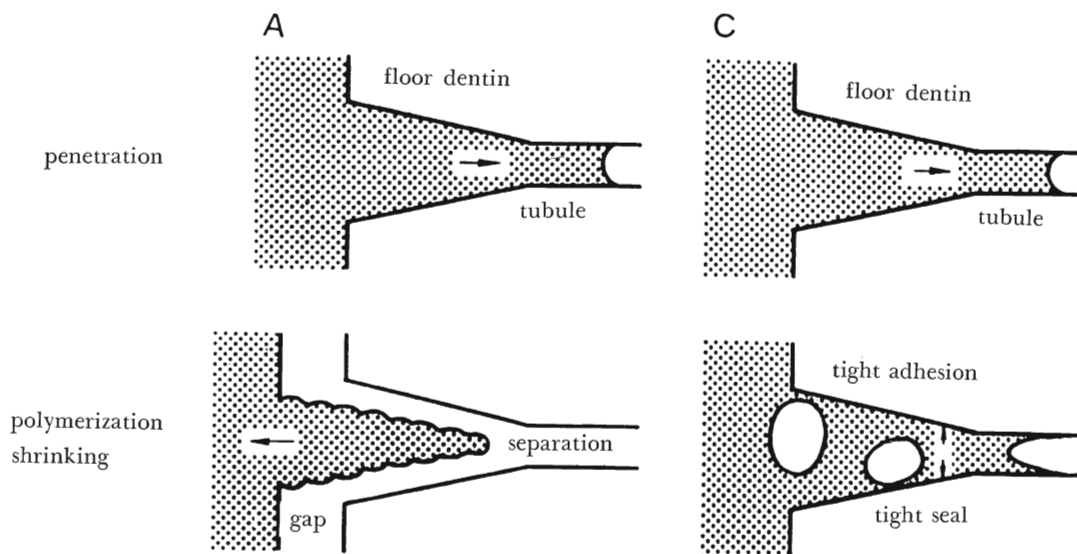 A
C
floor dentin
floor dentin
penetration
tubule
tubule
tight adhesion
polymerization
shrinking
separation
gap
tight seal